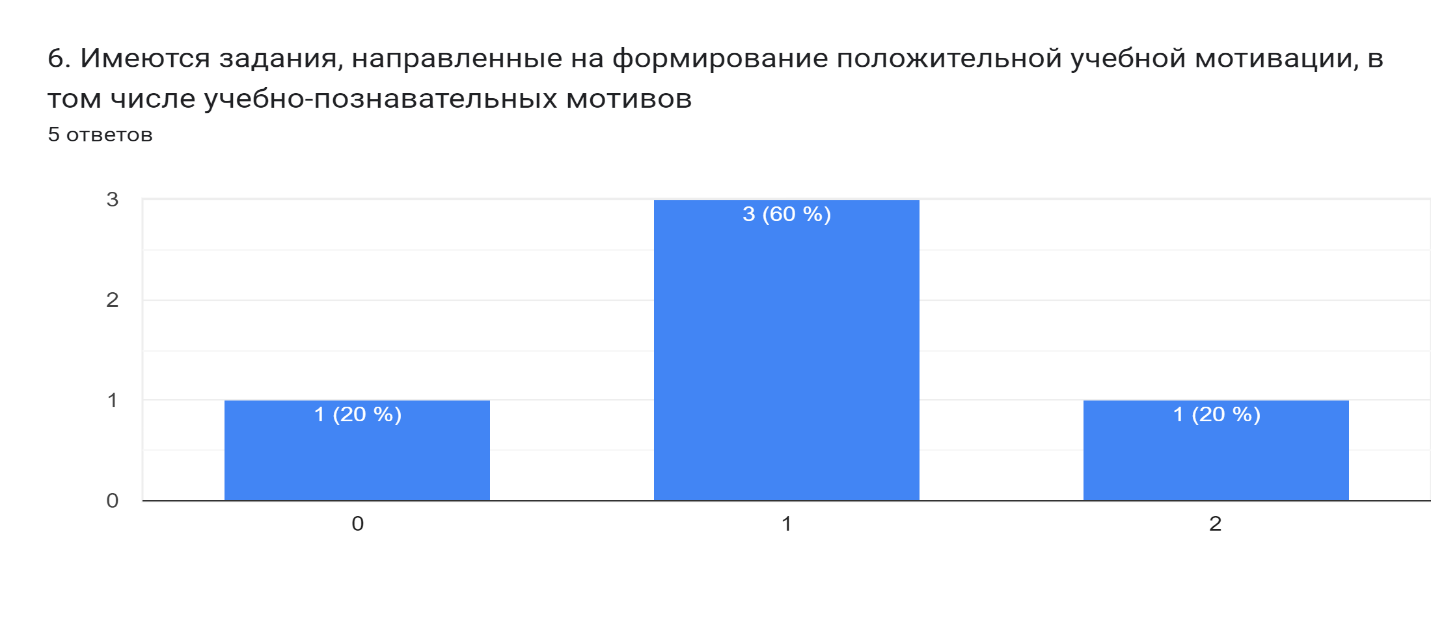 6. Имеются задания, направленные на формирование положительной учебной мотивации, в
том числе учебно-познавательных мотивов
5 ответов
3
3 (60 %)
2
1
1 (20 %)
1 (20 %)
0
0
1
2